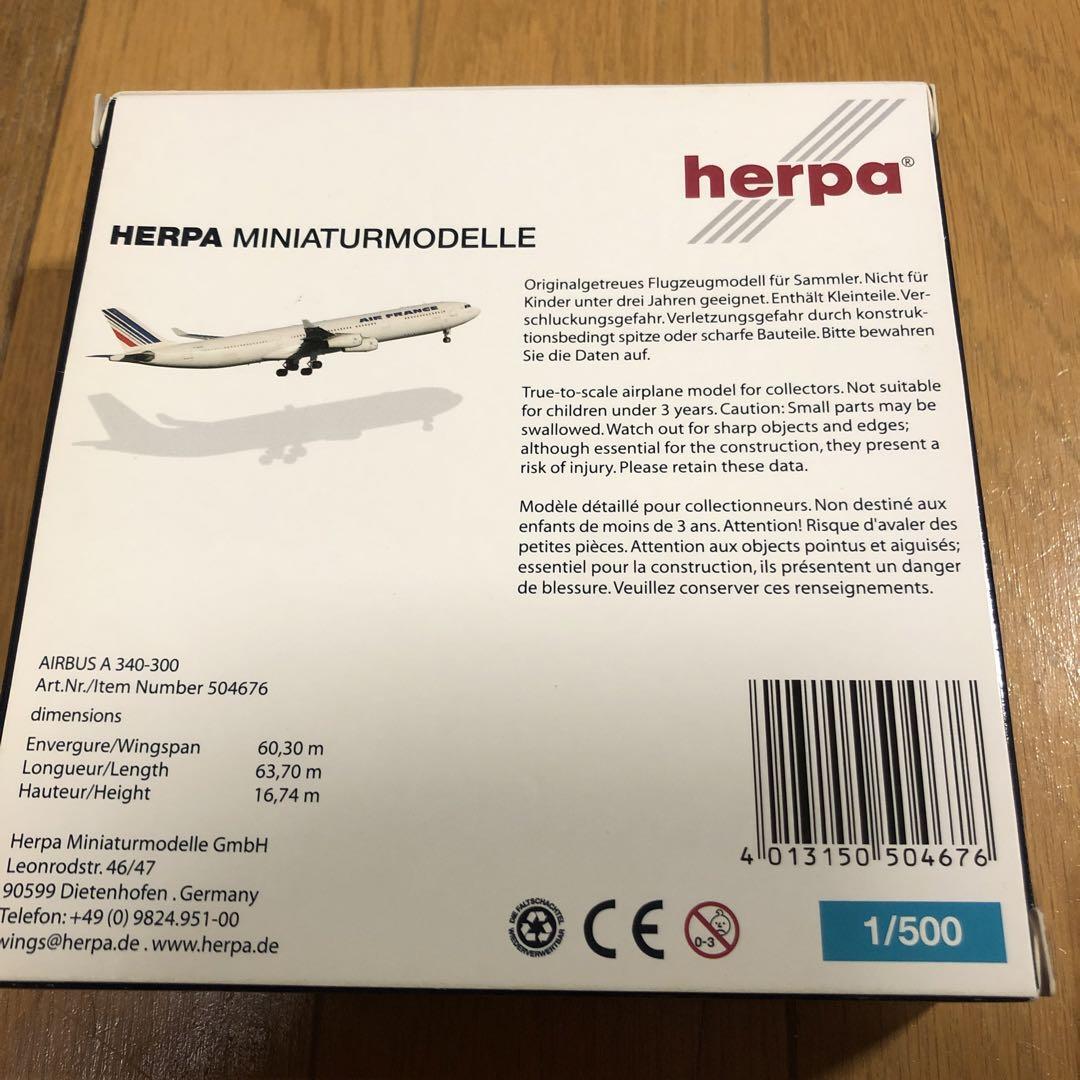 herpa®
HERPA MINIATURMODELLE
AIR FRANCE
Originalgetreues Flugzeugmodell für Sammler. Nicht für
Kinder unter drei Jahren geeignet. Enthält Kleinteile. Ver-
schluckungsgefahr. Verletzungsgefahr durch konstruk-
tionsbedingt spitze oder scharfe Bauteile. Bitte bewahren
Sie die Daten auf.
True-to-scale airplane model for collectors. Not suitable
for children under 3 years. Caution: Small parts may be
swallowed. Watch out for sharp objects and edges;
although essential for the construction, they present a
risk of injury. Please retain these data.
Modèle détaillé pour collectionneurs. Non destiné aux
enfants de moins de 3 ans. Attention! Risque d'avaler des
petites pièces. Attention aux objects pointus et aiguisés;
essentiel pour la construction, ils présentent un danger
de blessure. Veuillez conserver ces renseignements.
AIRBUS A 340-300
Art.Nr./Item Number 504676
dimensions
Envergure/Wingspan 60,30 m
Longueur/Length 63,70 m
Hauteur/Height 16,74 m
Herpa Miniaturmodelle GmbH
Leonrodstr. 46/47
90599 Dietenhofen . Germany
Telefon: +49 (0) 9824.951-00
wings@herpa.de . www.herpa.de
4 013150 504676
DIE FALTSCHACHTEL
WIEDERVERWERTBAR
CE
0-3
1/500